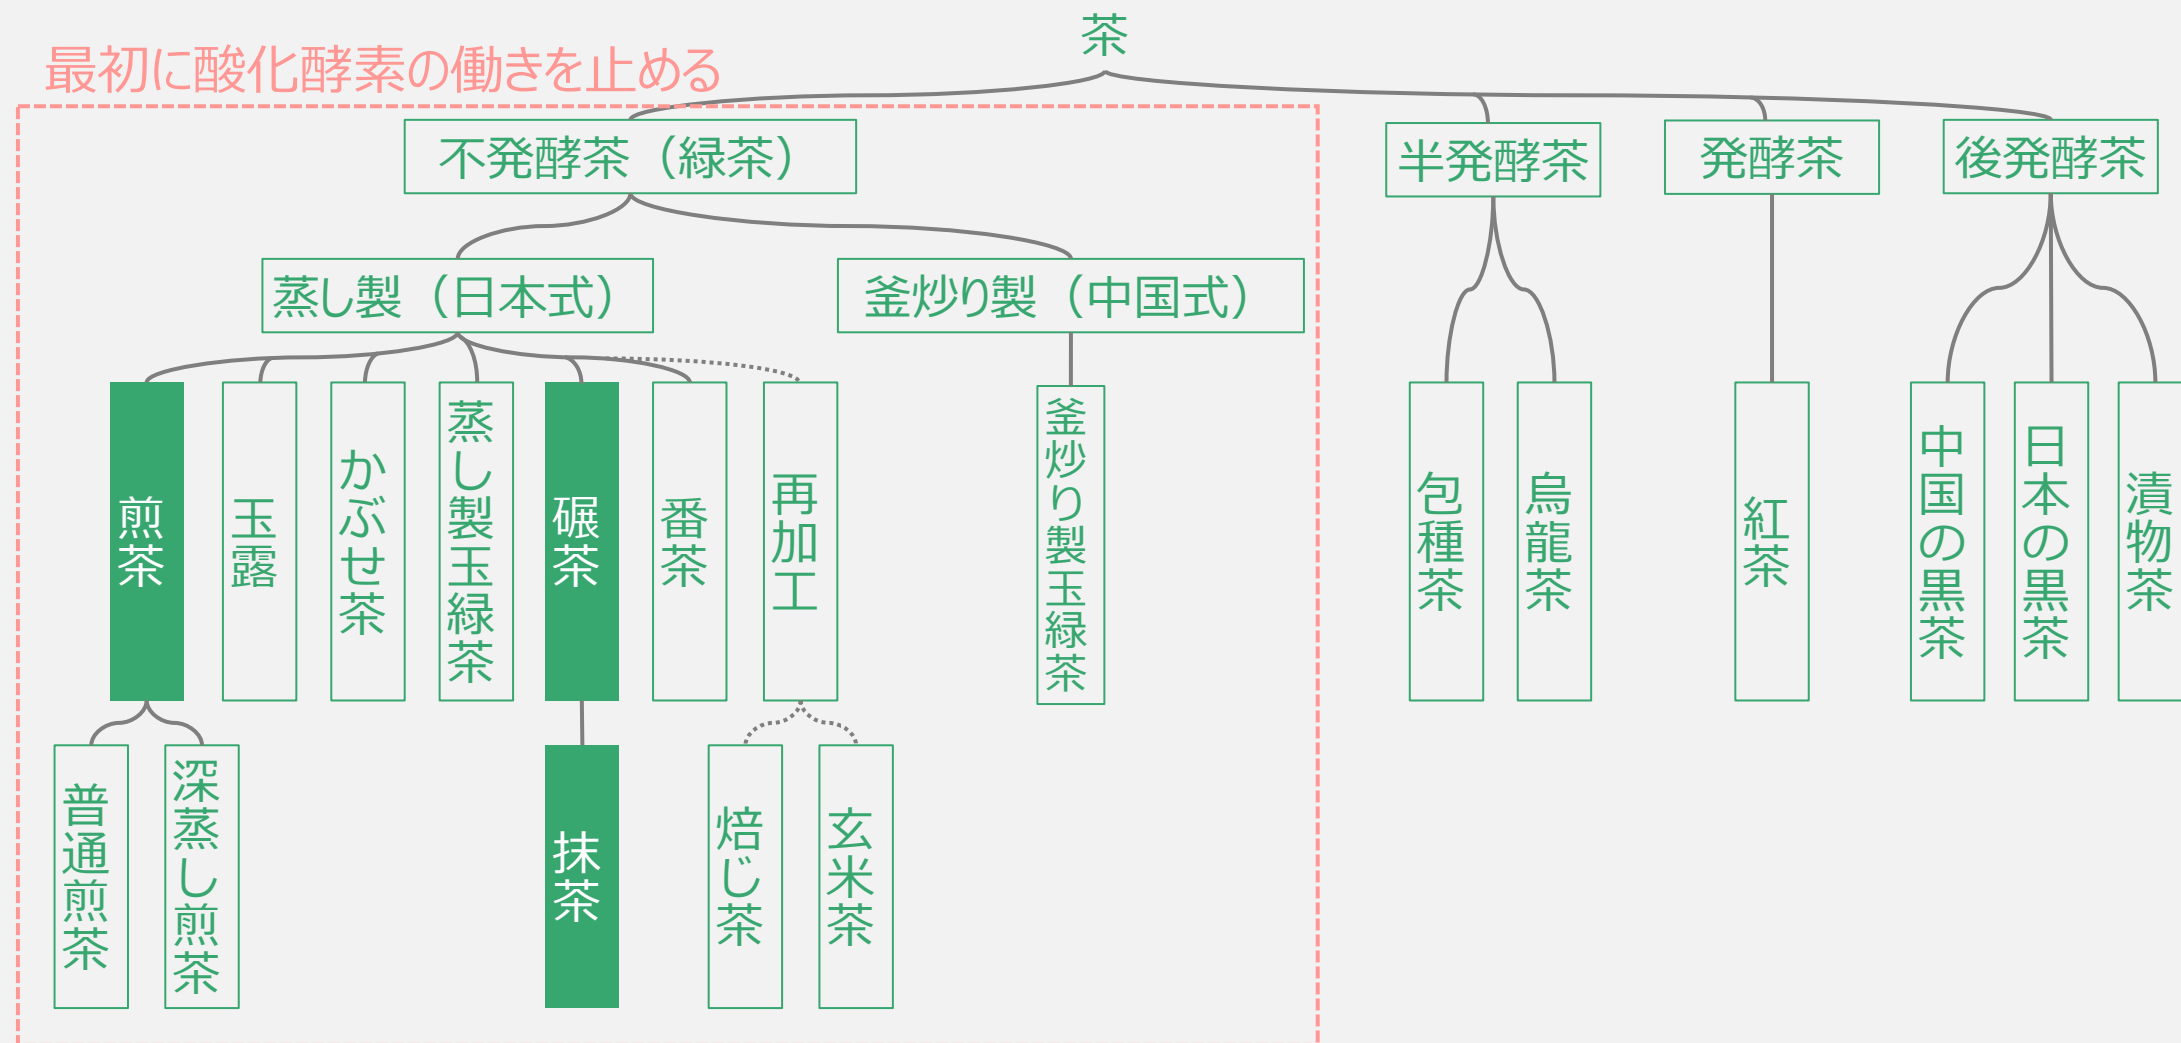 茶
最初に酸化酵素の働きを止める
不発酵茶（緑茶）
半発酵茶
発酵茶
後発酵茶
蒸し製（日本式）
釜炒り製（中国式）
煎茶
玉露
かぶせ茶
蒸し製玉緑茶
碾茶
番茶
再加工
釜炒り製玉緑茶
包種茶
烏龍茶
紅茶
中国の黒茶
日本の黒茶
漬物茶
普通煎茶
深蒸し煎茶
抹茶
焙じ茶
玄米茶